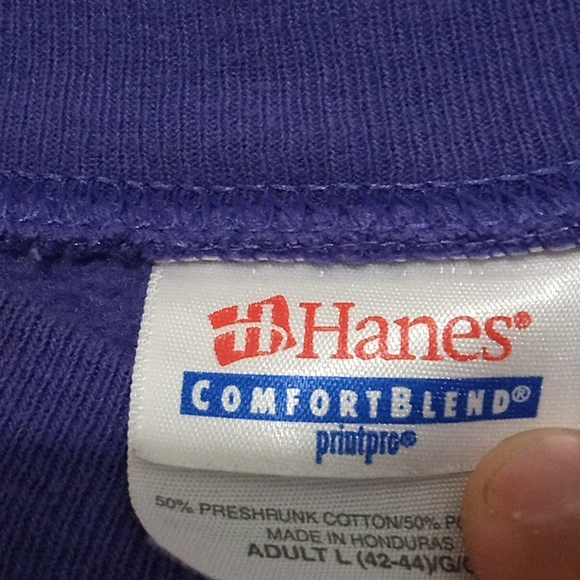 Hanes®
COMFORTBLEND®
printpro®
50% PRESHRUNK COTTON/50%
MADE IN HONDURAS
ADULT L (42-44)/G/